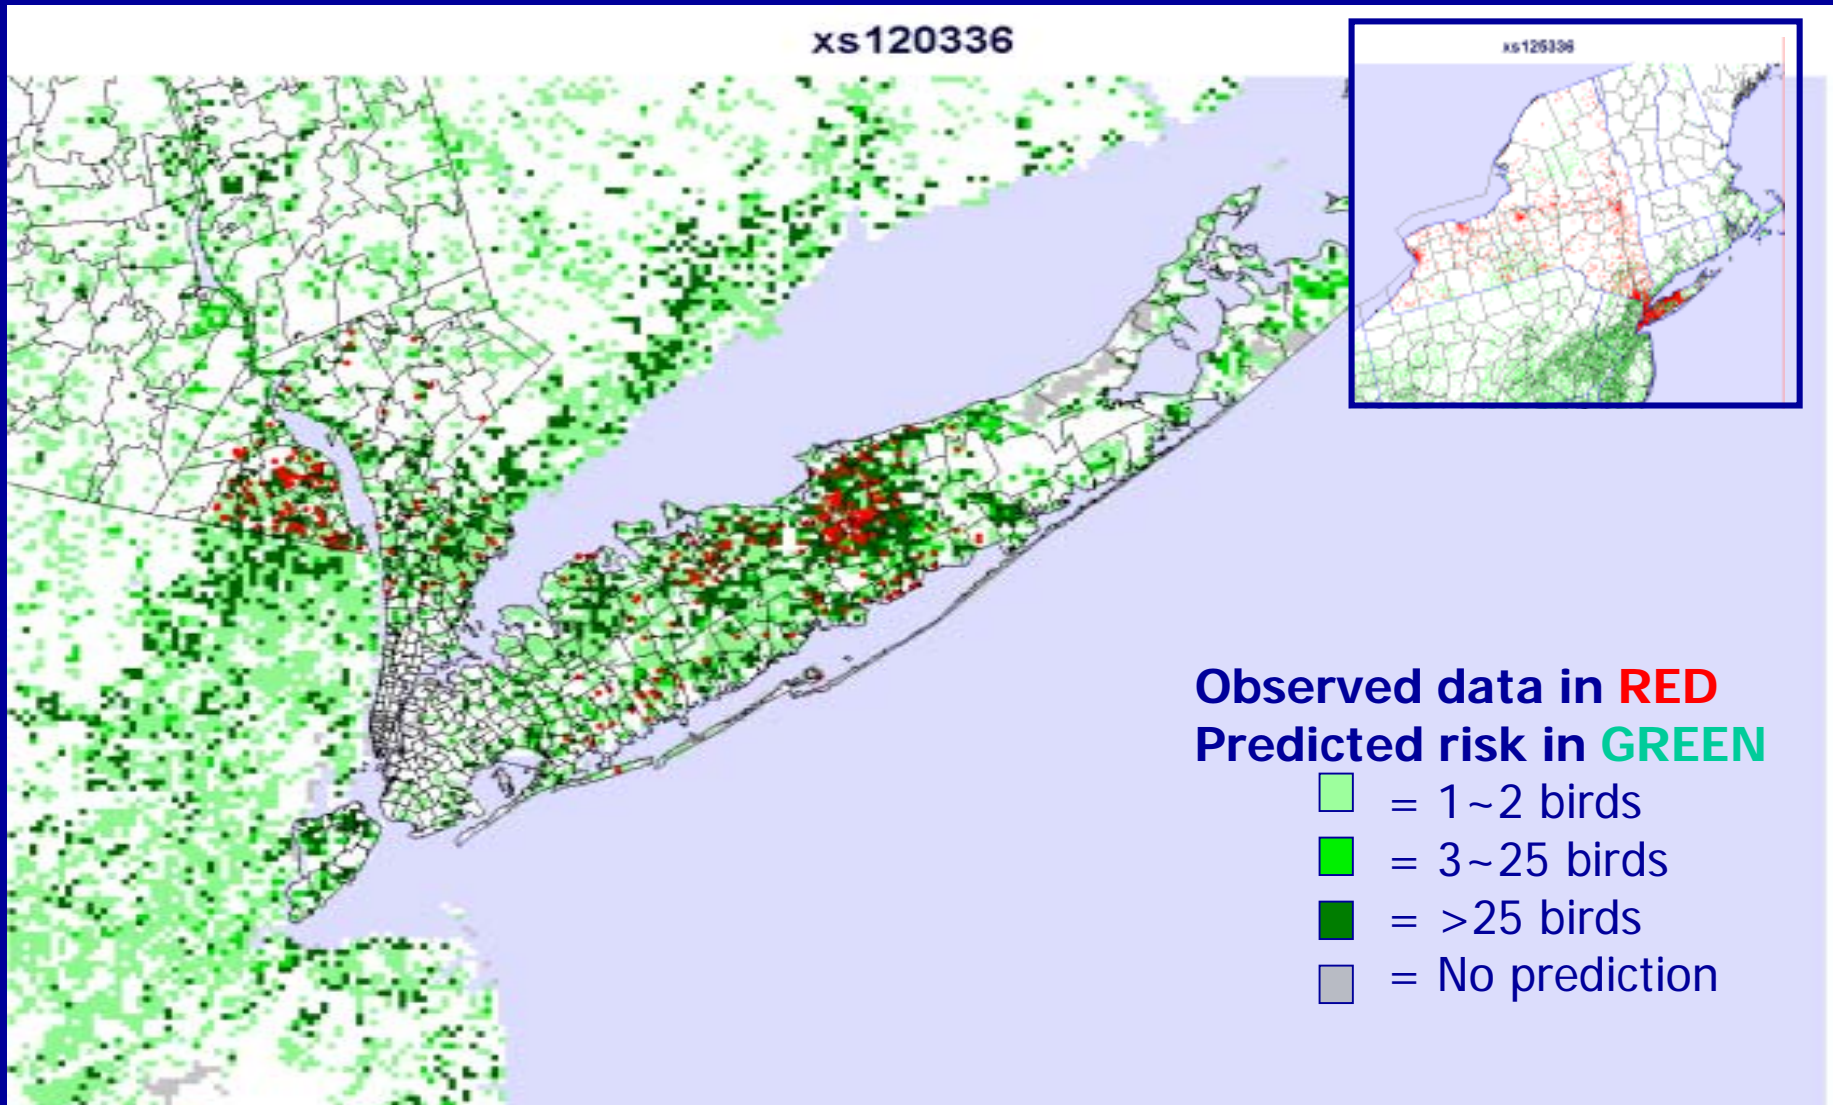 xs120336
xs125336
Observed data in RED
Predicted risk in GREEN
= 1~2 birds
= 3~25 birds
= >25 birds
= No prediction